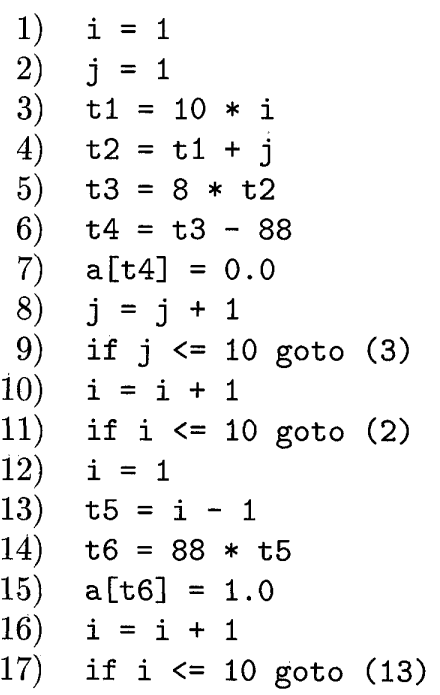 1) i = 1
2) j = 1
3) t1 = 10 * i
4) t2 = t1 + j
5) t3 = 8 * t2
6) t4 = t3 - 88
7) a[t4] = 0.0
8) j = j + 1
9) if j <= 10 goto (3)
10) i = i + 1
11) if i <= 10 goto (2)
12) i = 1
13) t5 = i - 1
14) t6 = 88 * t5
15) a[t6] = 1.0
16) i = i + 1
17) if i <= 10 goto (13)